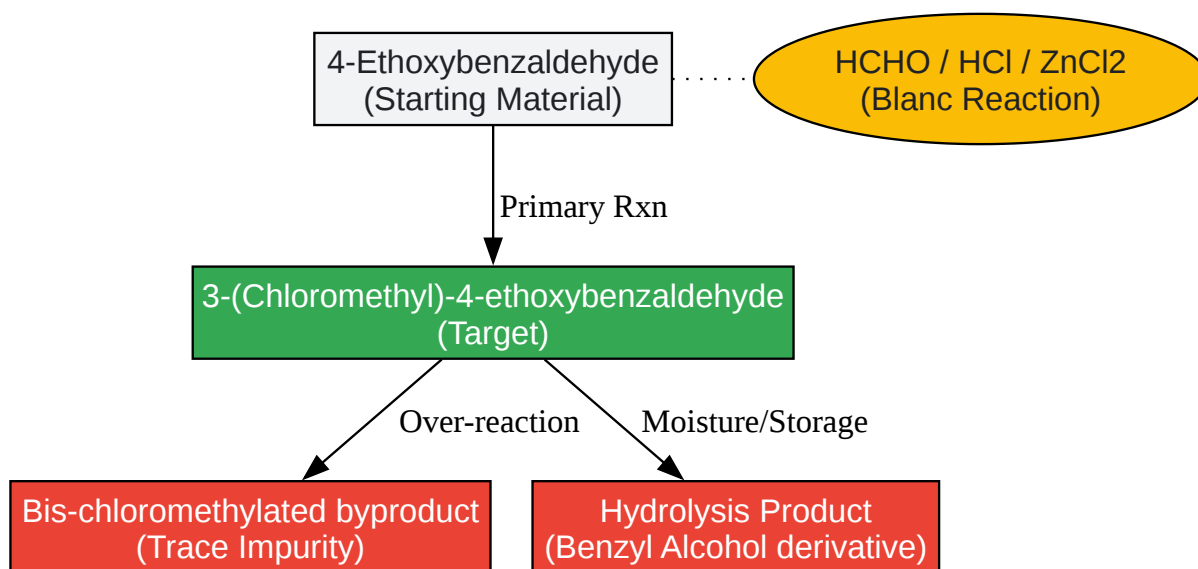 4-Ethoxybenzaldehyde
(Starting Material)
HCHO / HCl / ZnCl2
(Blanc Reaction)
Primary Rxn
3-(Chloromethyl)-4-ethoxybenzaldehyde
(Target)
Over-reaction
Moisture/Storage
Bis-chloromethylated byproduct
(Trace Impurity)
Hydrolysis Product
(Benzyl Alcohol derivative)